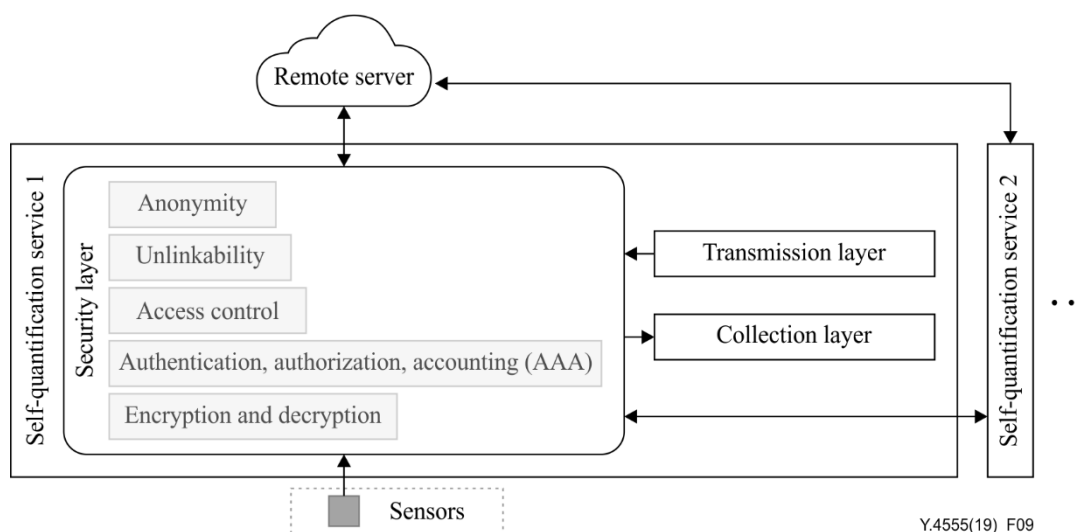 Remote server
Self-quantification service 1
Security layer
Anonymity
Unlinkability
Access control
Authentication, authorization, accounting (AAA)
Encryption and decryption
Transmission layer
Collection layer
Self-quantification service 2
. .
Sensors
Y.4555(19)_F09